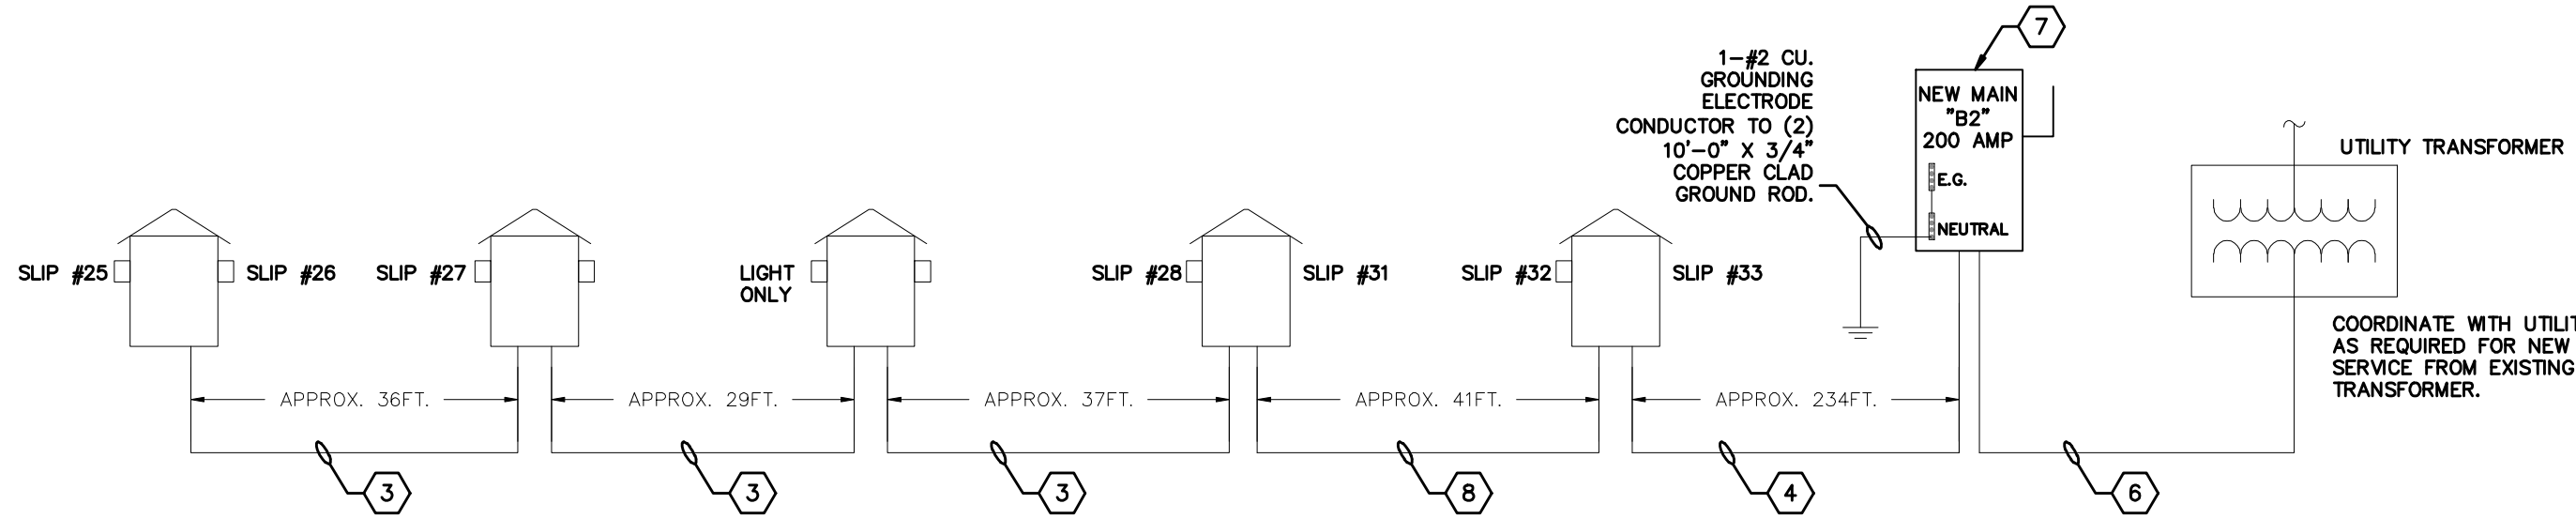 7
1-#2 CU.
GROUNDING
ELECTRODE
CONDUCTOR TO (2)
10'-0" X 3/4"
COPPER CLAD
GROUND ROD.
NEW MAIN
"B2"
200 AMP
E.G.
NEUTRAL
UTILITY TRANSFORMER
COORDINATE WITH UTILIT
AS REQUIRED FOR NEW
SERVICE FROM EXISTING
TRANSFORMER.
SLIP #25
SLIP #26
SLIP #27
LIGHT
ONLY
SLIP #28
SLIP #31
SLIP #32
SLIP #33
APPROX. 36FT.
APPROX. 29FT.
APPROX. 37FT.
APPROX. 41FT.
APPROX. 234FT.
3
3
3
8
4
6